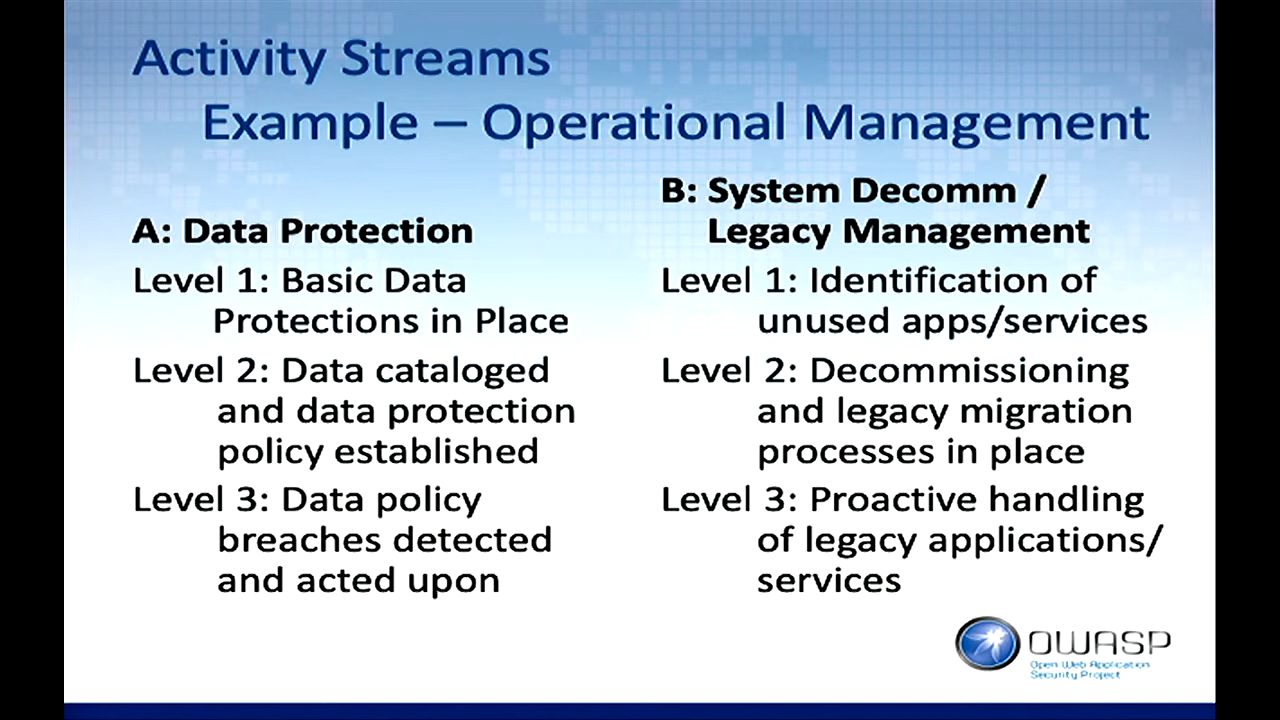 Activity Streams
Example – Operational Management
A: Data Protection
Level 1: Basic Data
Protections in Place
Level 2: Data cataloged
and data protection
policy established
Level 3: Data policy
breaches detected
and acted upon
B: System Decomm /
Legacy Management
Level 1: Identification of
unused apps/services
Level 2: Decommissioning
and legacy migration
processes in place
Level 3: Proactive handling
of legacy applications/
services
OWASP
Open Web Application
Security Project